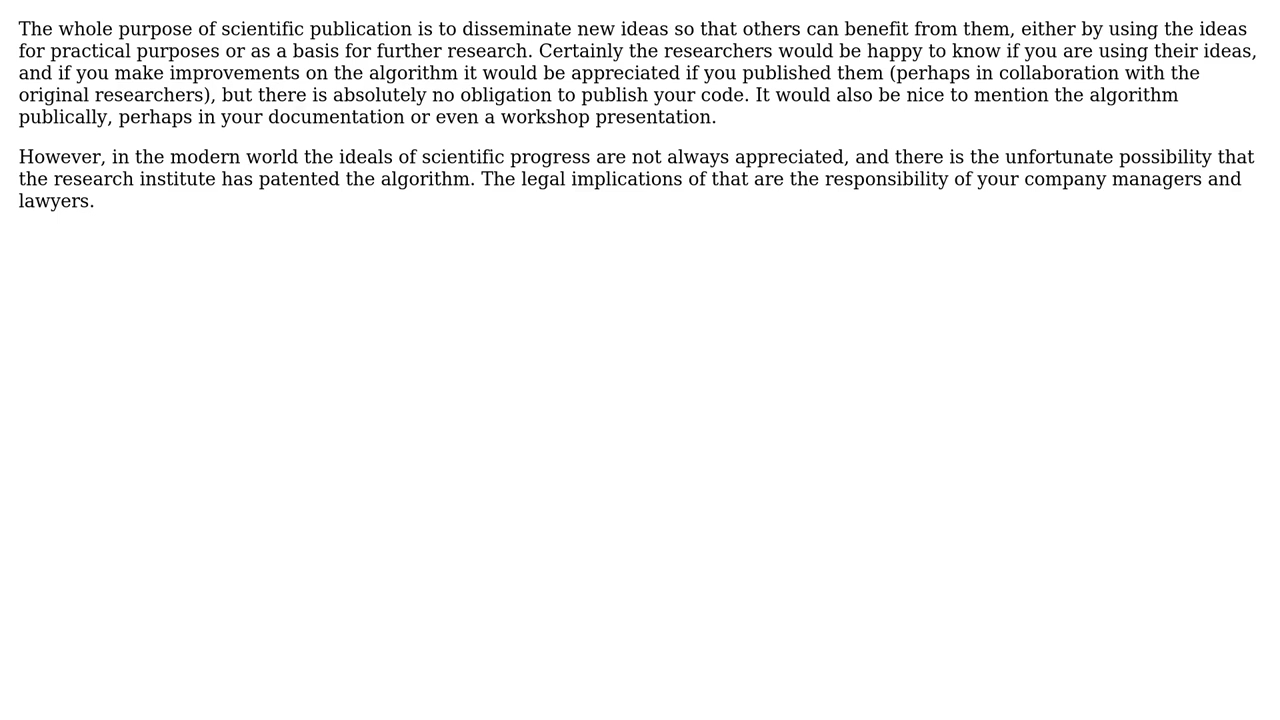 The whole purpose of scientific publication is to disseminate new ideas so that others can benefit from them, either by using the ideas
for practical purposes or as a basis for further research. Certainly the researchers would be happy to know if you are using their ideas,
and if you make improvements on the algorithm it would be appreciated if you published them (perhaps in collaboration with the
original researchers), but there is absolutely no obligation to publish your code. It would also be nice to mention the algorithm
publically, perhaps in your documentation or even a workshop presentation.
However, in the modern world the ideals of scientific progress are not always appreciated, and there is the unfortunate possibility that
the research institute has patented the algorithm. The legal implications of that are the responsibility of your company managers and
lawyers.